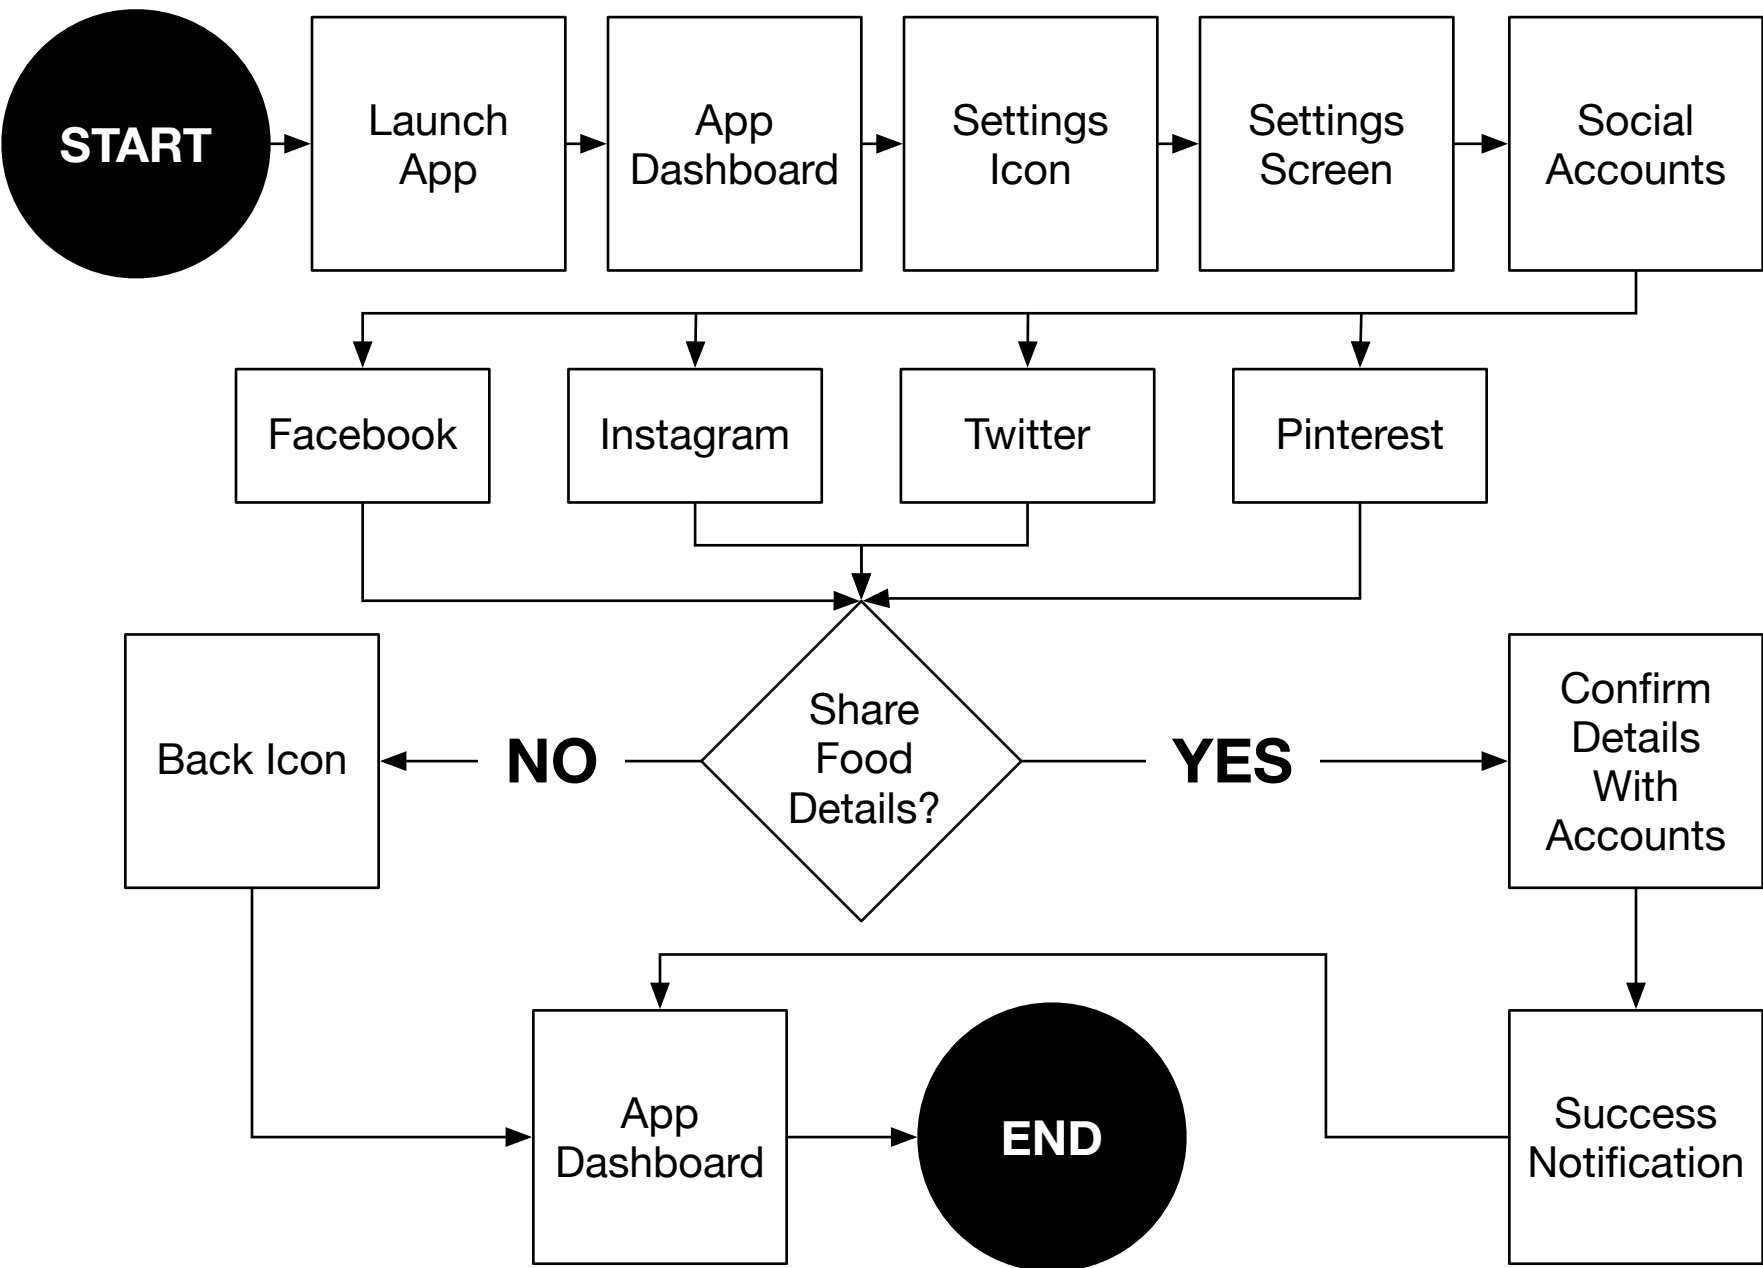 START
Launch
App
App
Dashboard
Settings
Icon
Settings
Screen
Social
Accounts
Facebook
Instagram
Twitter
Pinterest
Back Icon
NO
Share
Food
Details?
YES
Confirm
Details
With
Accounts
App
Dashboard
END
Success
Notification